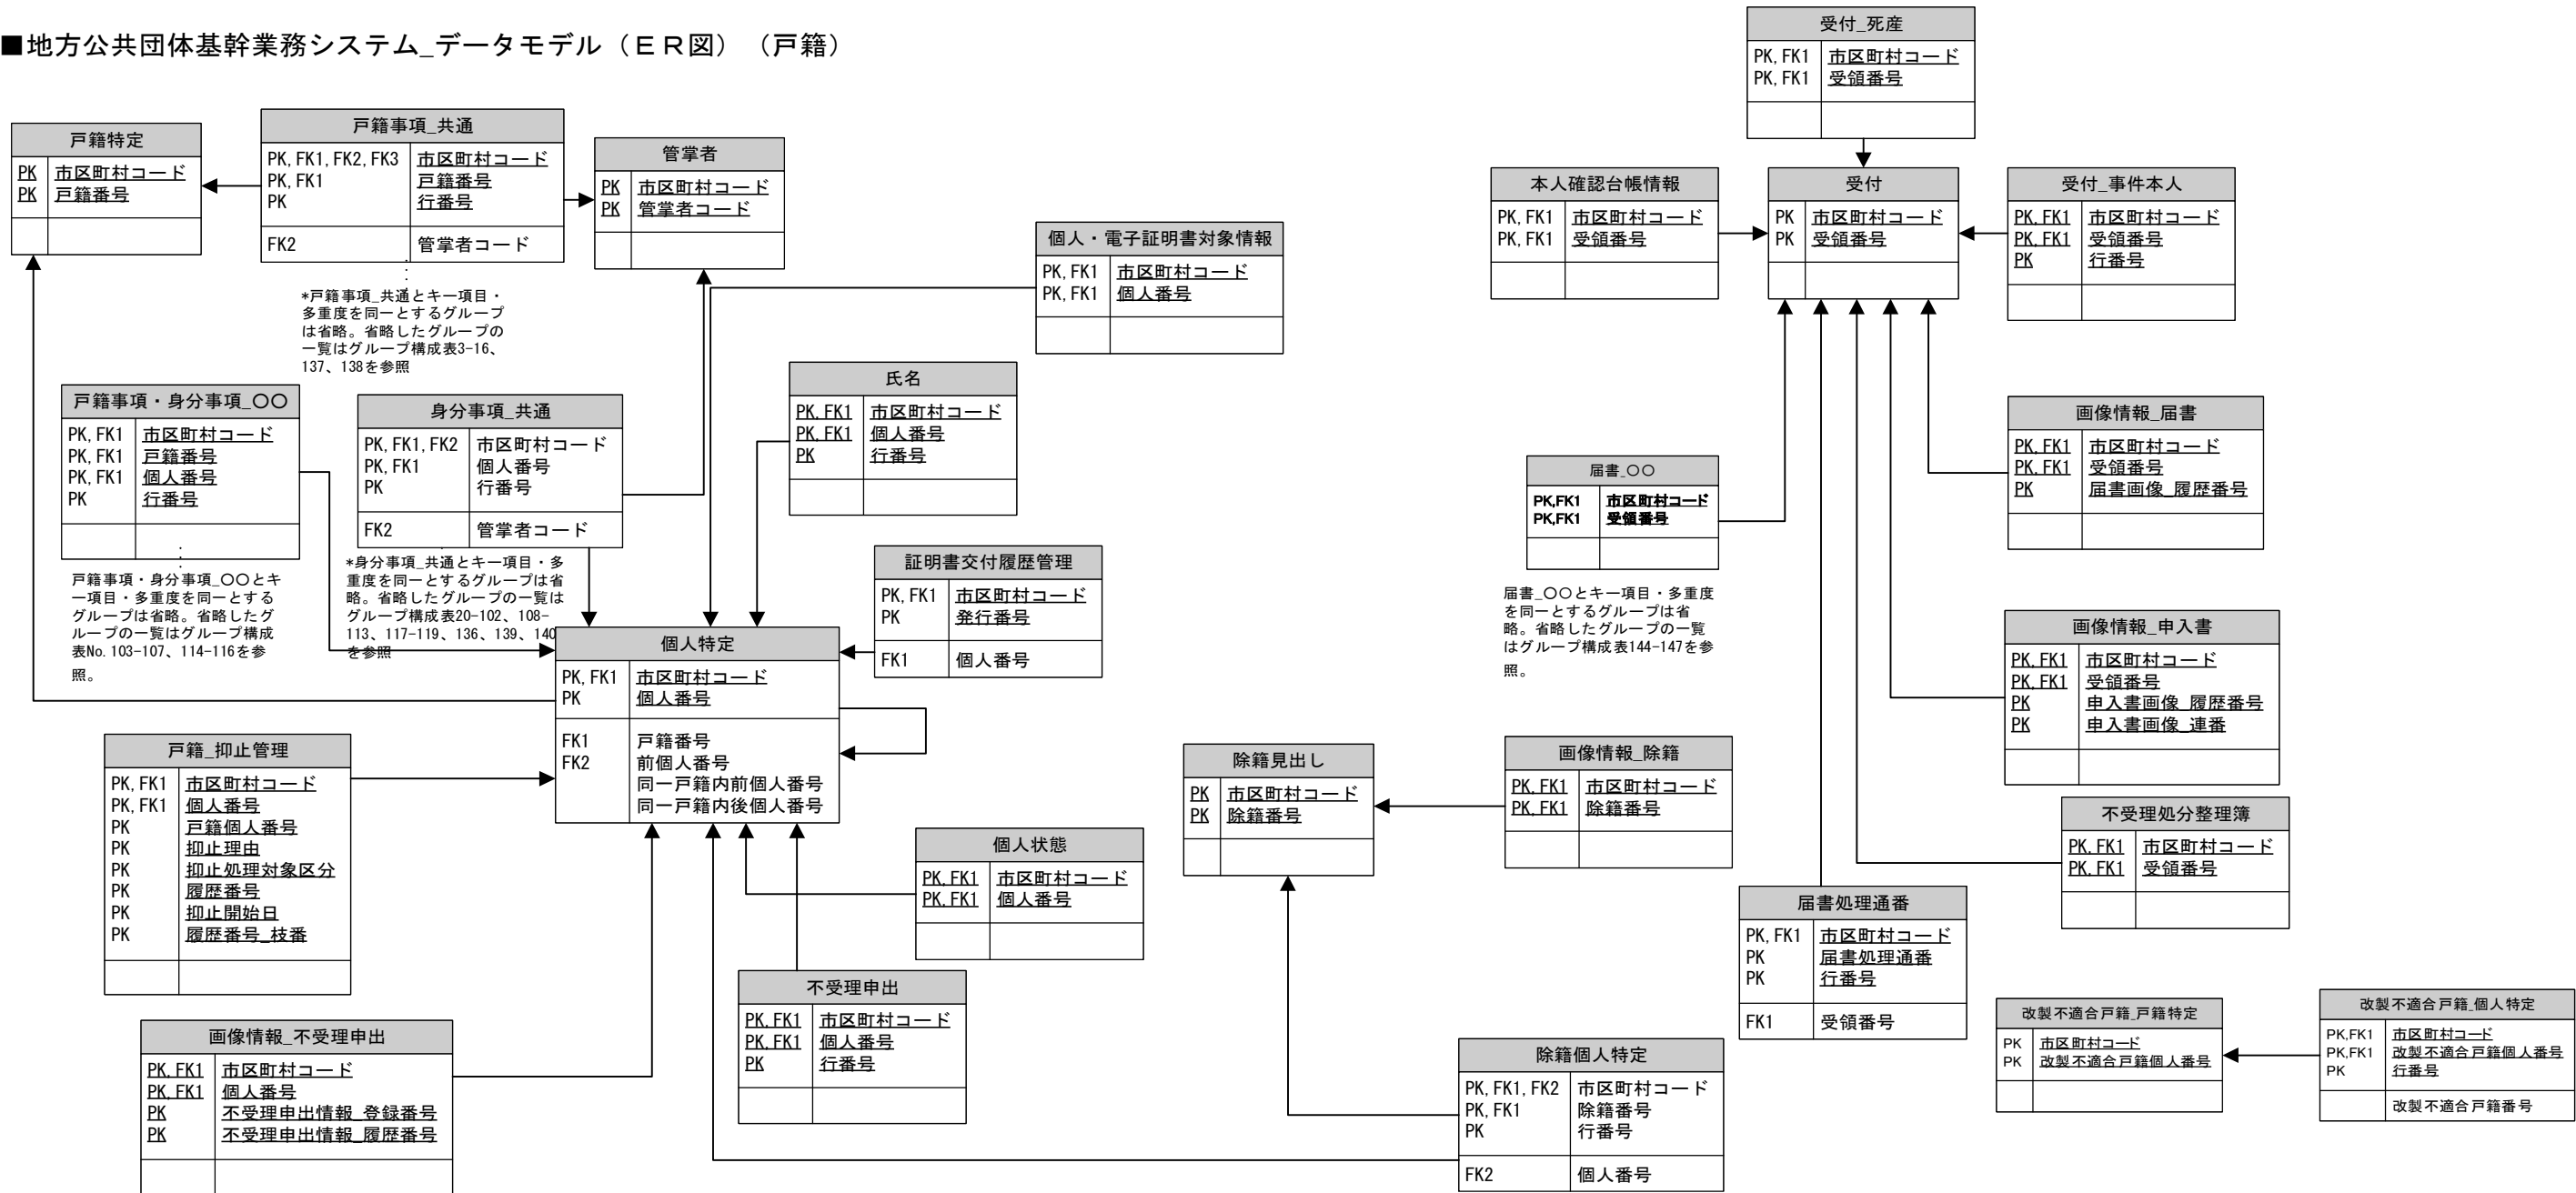 ■地方公共団体基幹業務システム_データモデル（ＥＲ図）（戸籍）
受付_死産
PK, FK1 市区町村コード
PK, FK1 受領番号
戸籍特定
PK 市区町村コード
PK 戸籍番号
戸籍事項_共通
PK, FK1, FK2, FK3 市区町村コード
PK, FK1 戸籍番号
PK 行番号
FK2 管掌者コード
*戸籍事項_共通とキー項目・
多重度を同一とするグループ
は省略。省略したグループの
一覧はグループ構成表3-16、
137、138を参照
管掌者
PK 市区町村コード
PK 管掌者コード
個人・電子証明書対象情報
PK, FK1 市区町村コード
PK, FK1 個人番号
本人確認台帳情報
PK, FK1 市区町村コード
PK, FK1 受領番号
受付
PK 市区町村コード
PK 受領番号
受付_事件本人
PK, FK1 市区町村コード
PK, FK1 受領番号
PK 行番号
戸籍事項・身分事項_〇〇
PK, FK1 市区町村コード
PK, FK1 戸籍番号
PK, FK1 個人番号
PK 行番号
戸籍事項・身分事項_〇〇とキ
ー項目・多重度を同一とする
グループは省略。省略したグ
ループの一覧はグループ構成
表No. 103-107、114-116を参
照。
身分事項_共通
PK, FK1, FK2 市区町村コード
PK, FK1 個人番号
PK 行番号
FK2 管掌者コード
*身分事項_共通とキー項目・多
重度を同一とするグループは省
略。省略したグループの一覧は
グループ構成表20-102、108-
113、117-119、136、139、140
を参照
氏名
PK, FK1 市区町村コード
PK, FK1 個人番号
PK 行番号
証明書交付履歴管理
PK, FK1 市区町村コード
PK 発行番号
FK1 個人番号
個人特定
PK, FK1 市区町村コード
PK 個人番号
FK1 戸籍番号
FK2 前個人番号
同一戸籍内前個人番号
同一戸籍内後個人番号
届書_〇〇
PK,FK1 市区町村コード
PK,FK1 受領番号
届書_〇〇とキー項目・多重度
を同一とするグループは省
略。省略したグループの一覧
はグループ構成表144-147を参
照。
画像情報_届書
PK, FK1 市区町村コード
PK, FK1 受領番号
PK 届書画像_履歴番号
画像情報_申入書
PK, FK1 市区町村コード
PK, FK1 受領番号
PK 申入書画像_履歴番号
PK 申入書画像_連番
戸籍_抑止管理
PK, FK1 市区町村コード
PK, FK1 個人番号
PK 戸籍個人番号
PK 抑止理由
PK 抑止処理対象区分
PK 履歴番号
PK 抑止開始日
PK 履歴番号_枝番
除籍見出し
PK 市区町村コード
PK 除籍番号
画像情報_除籍
PK, FK1 市区町村コード
PK, FK1 除籍番号
不受理処分整理簿
PK, FK1 市区町村コード
PK, FK1 受領番号
個人状態
PK, FK1 市区町村コード
PK, FK1 個人番号
届書処理通番
PK, FK1 市区町村コード
PK 届書処理通番
PK 行番号
FK1 受領番号
不受理申出
PK, FK1 市区町村コード
PK, FK1 個人番号
PK 行番号
画像情報_不受理申出
PK, FK1 市区町村コード
PK, FK1 個人番号
PK 不受理申出情報_登録番号
PK 不受理申出情報_履歴番号
除籍個人特定
PK, FK1, FK2 市区町村コード
PK, FK1 除籍番号
PK 行番号
FK2 個人番号
改製不適合戸籍_戸籍特定
PK 市区町村コード
PK 改製不適合戸籍個人番号
改製不適合戸籍_個人特定
PK,FK1 市区町村コード
PK,FK1 改製不適合戸籍個人番号
PK 行番号
改製不適合戸籍番号